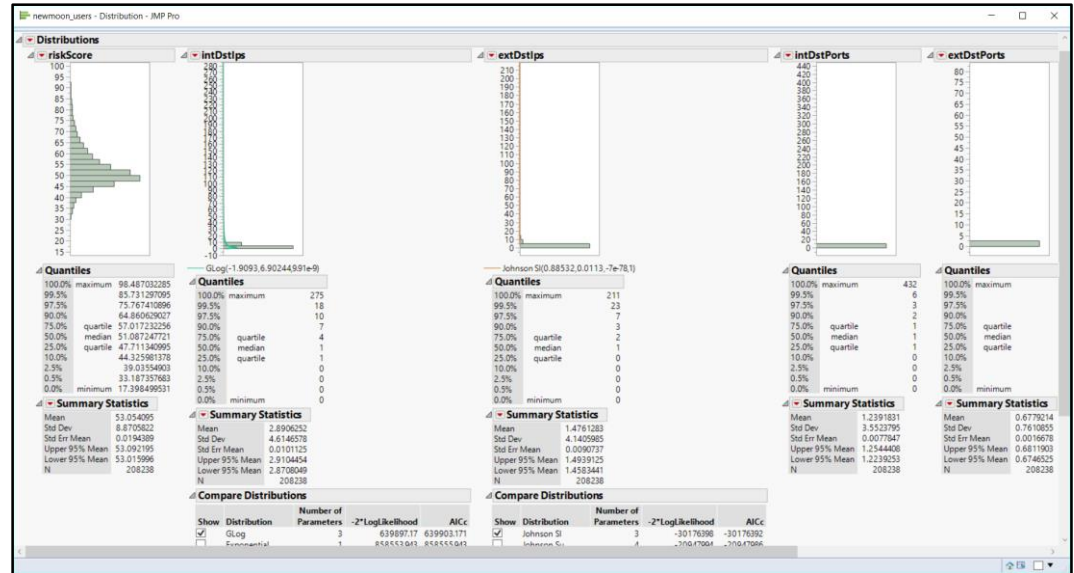 newmoon_users - Distribution - JMP Pro
Distributions
riskScore
100
95
90
85
80
75
70
65
60
55
50
45
40
35
30
25
20
15
Quantiles
100.0% maximum 98.487032285
99.5% 85.731297095
97.5% 75.767410896
90.0% 64.860629027
75.0% quartile 57.017232256
50.0% median 51.087247721
25.0% quartile 47.711340995
10.0% 44.325981378
2.5% 39.03554903
0.5% 33.187357683
0.0% minimum 17.398499531
Summary Statistics
Mean 53.054095
Std Dev 8.8705822
Std Err Mean 0.0194389
Upper 95% Mean 53.092195
Lower 95% Mean 53.015996
N 208238
intDstIps
280
10
0
-10
GLog(-1.9093,6.90244,9.91e-9)
Quantiles
100.0% maximum 275
99.5% 18
97.5% 10
90.0% 7
75.0% quartile 4
50.0% median 1
25.0% quartile 1
10.0% 0
2.5% 0
0.5% 0
0.0% minimum 0
Summary Statistics
Mean 2.8906252
Std Dev 4.6146578
Std Err Mean 0.0101125
Upper 95% Mean 2.9104454
Lower 95% Mean 2.8708049
N 208238
Compare Distributions
Show Distribution Number of Parameters -2*LogLikelihood AICc
GLog 3 639897.17 639903.171
Exponential 1 858553.943 858555.943
extDstIps
210
200
190
180
170
160
150
140
130
120
110
100
90
80
70
60
50
40
30
20
10
0
Johnson Sl(0.88532,0.0113,-7e-78,1)
Quantiles
100.0% maximum 211
99.5% 23
97.5% 7
90.0% 3
75.0% quartile 2
50.0% median 1
25.0% quartile 0
10.0% 0
2.5% 0
0.5% 0
0.0% minimum 0
Summary Statistics
Mean 1.4761283
Std Dev 4.1405985
Std Err Mean 0.0090737
Upper 95% Mean 1.4939125
Lower 95% Mean 1.4583441
N 208238
Compare Distributions
Show Distribution Number of Parameters -2*LogLikelihood AICc
Johnson Sl 3 -30176398 -30176392
Johnson Su 4 -20947994 -20947986
intDstPorts
440
420
400
380
360
340
320
300
280
260
240
220
200
180
160
140
120
100
80
60
40
20
0
Quantiles
100.0% maximum 432
99.5% 6
97.5% 3
90.0% 2
75.0% quartile 1
50.0% median 1
25.0% quartile 1
10.0% 0
2.5% 0
0.5% 0
0.0% minimum 0
Summary Statistics
Mean 1.2391831
Std Dev 3.5523795
Std Err Mean 0.0077847
Upper 95% Mean 1.2544408
Lower 95% Mean 1.2239253
N 208238
extDstPorts
80
75
70
65
60
55
50
45
40
35
30
25
20
15
10
5
0
Quantiles
100.0% maximum
99.5%
97.5%
90.0%
75.0% quartile
50.0% median
25.0% quartile
10.0%
2.5%
0.5%
0.0% minimum
Summary Statistics
Mean 0.6779214
Std Dev 0.7610855
Std Err Mean 0.0016678
Upper 95% Mean 0.6811903
Lower 95% Mean 0.6746525
N 208238